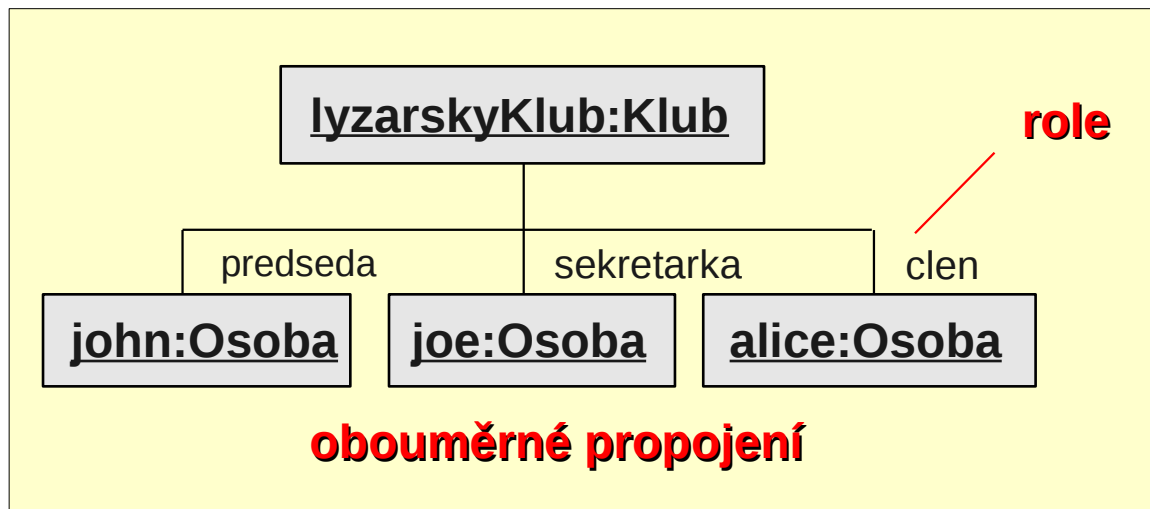 lyzarskyKlub:Klub
role
predseda
sekretarka
clen
john:Osoba
joe:Osoba
alice:Osoba
obouměrné propojení